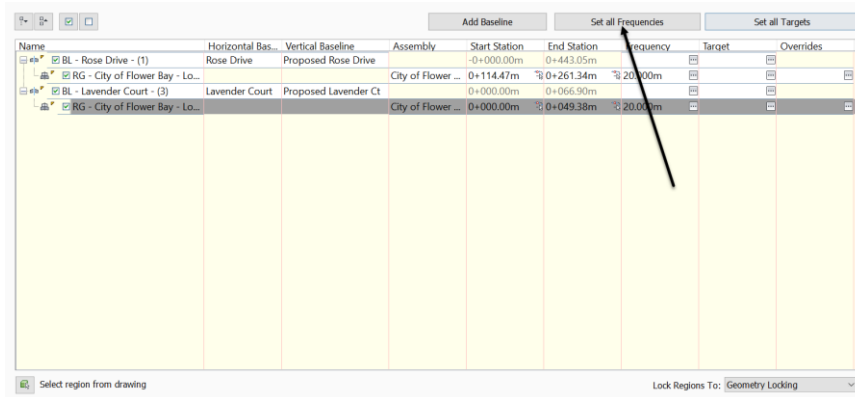 Add Baseline Set all Frequencies Set all Targets
Name Horizontal Bas... Vertical Baseline Assembly Start Station End Station Frequency Target Overrides
BL - Rose Drive - (1) Rose Drive Proposed Rose Drive -0+000.00m 0+443.05m
RG - City of Flower Bay - Lo... City of Flower ... 0+114.47m 0+261.34m 20.000m
BL - Lavender Court - (3) Lavender Court Proposed Lavender Ct 0+000.00m 0+066.90m
RG - City of Flower Bay - Lo... City of Flower ... 0+000.00m 0+049.38m 20.000m
Select region from drawing Lock Regions To: Geometry Locking